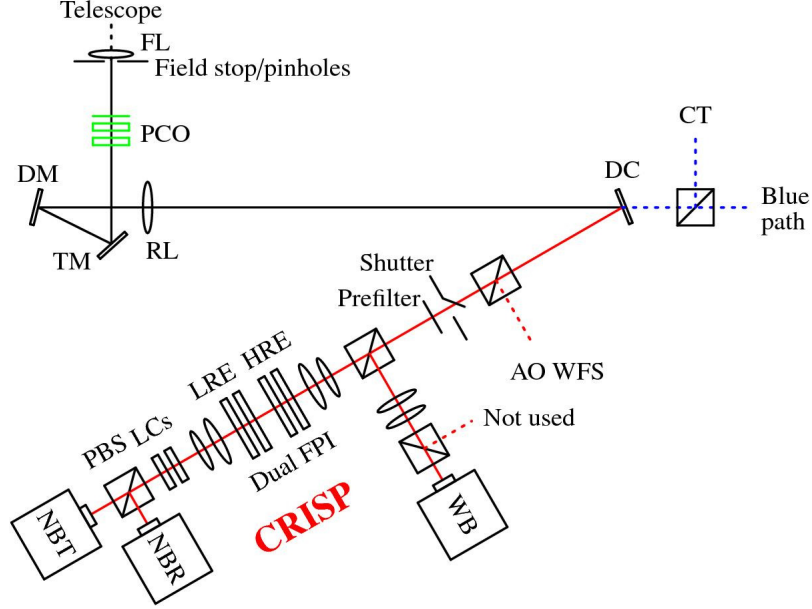 Telescope
FL
Field stop/pinholes
PCO
CT
DM
DC
Blue
path
TM
RL
Shutter
Prefilter
AO WFS
LRE HRE
Not used
PBS LCs
Dual FPI
CRISP
WB
NBT
NBR